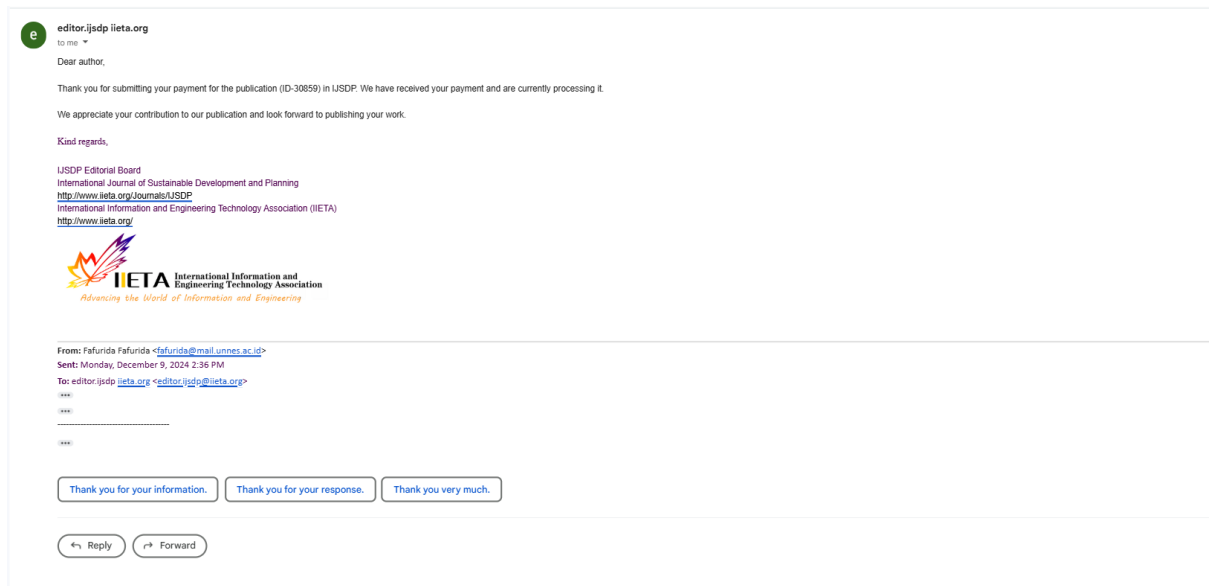 e
editor.ijsdp iieta.org
to me
Dear author,
Thank you for submitting your payment for the publication (ID-30859) in IJSDP. We have received your payment and are currently processing it.
We appreciate your contribution to our publication and look forward to publishing your work.
Kind regards,
IJSDP Editorial Board
International Journal of Sustainable Development and Planning
http://www.iieta.org/Journals/IJSDP
International Information and Engineering Technology Association (IIETA)
http://www.iieta.org/
IIETA International Information and
Engineering Technology Association
Advancing the World of Information and Engineering
From: Fafurida Fafurida <fafurida@mail.unnes.ac.id>
Sent: Monday, December 9, 2024 2:36 PM
To: editor.ijsdp iieta.org <editor.ijsdp@iieta.org>
-------------------------------------
Thank you for your information. Thank you for your response. Thank you very much.
Reply Forward